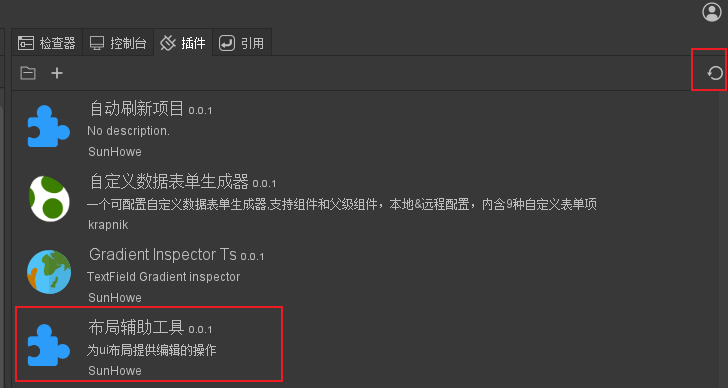 检查器 控制台 插件 引用
自动刷新项目 0.0.1
No description.
SunHowe
自定义数据表单生成器 0.0.1
一个可配置自定义数据表单生成器,支持组件和父级组件，本地&远程配置，内含9种自定义表单项
krapnik
Gradient Inspector Ts 0.0.1
TextField Gradient inspector
SunHowe
布局辅助工具 0.0.1
为ui布局提供编辑的操作
SunHowe